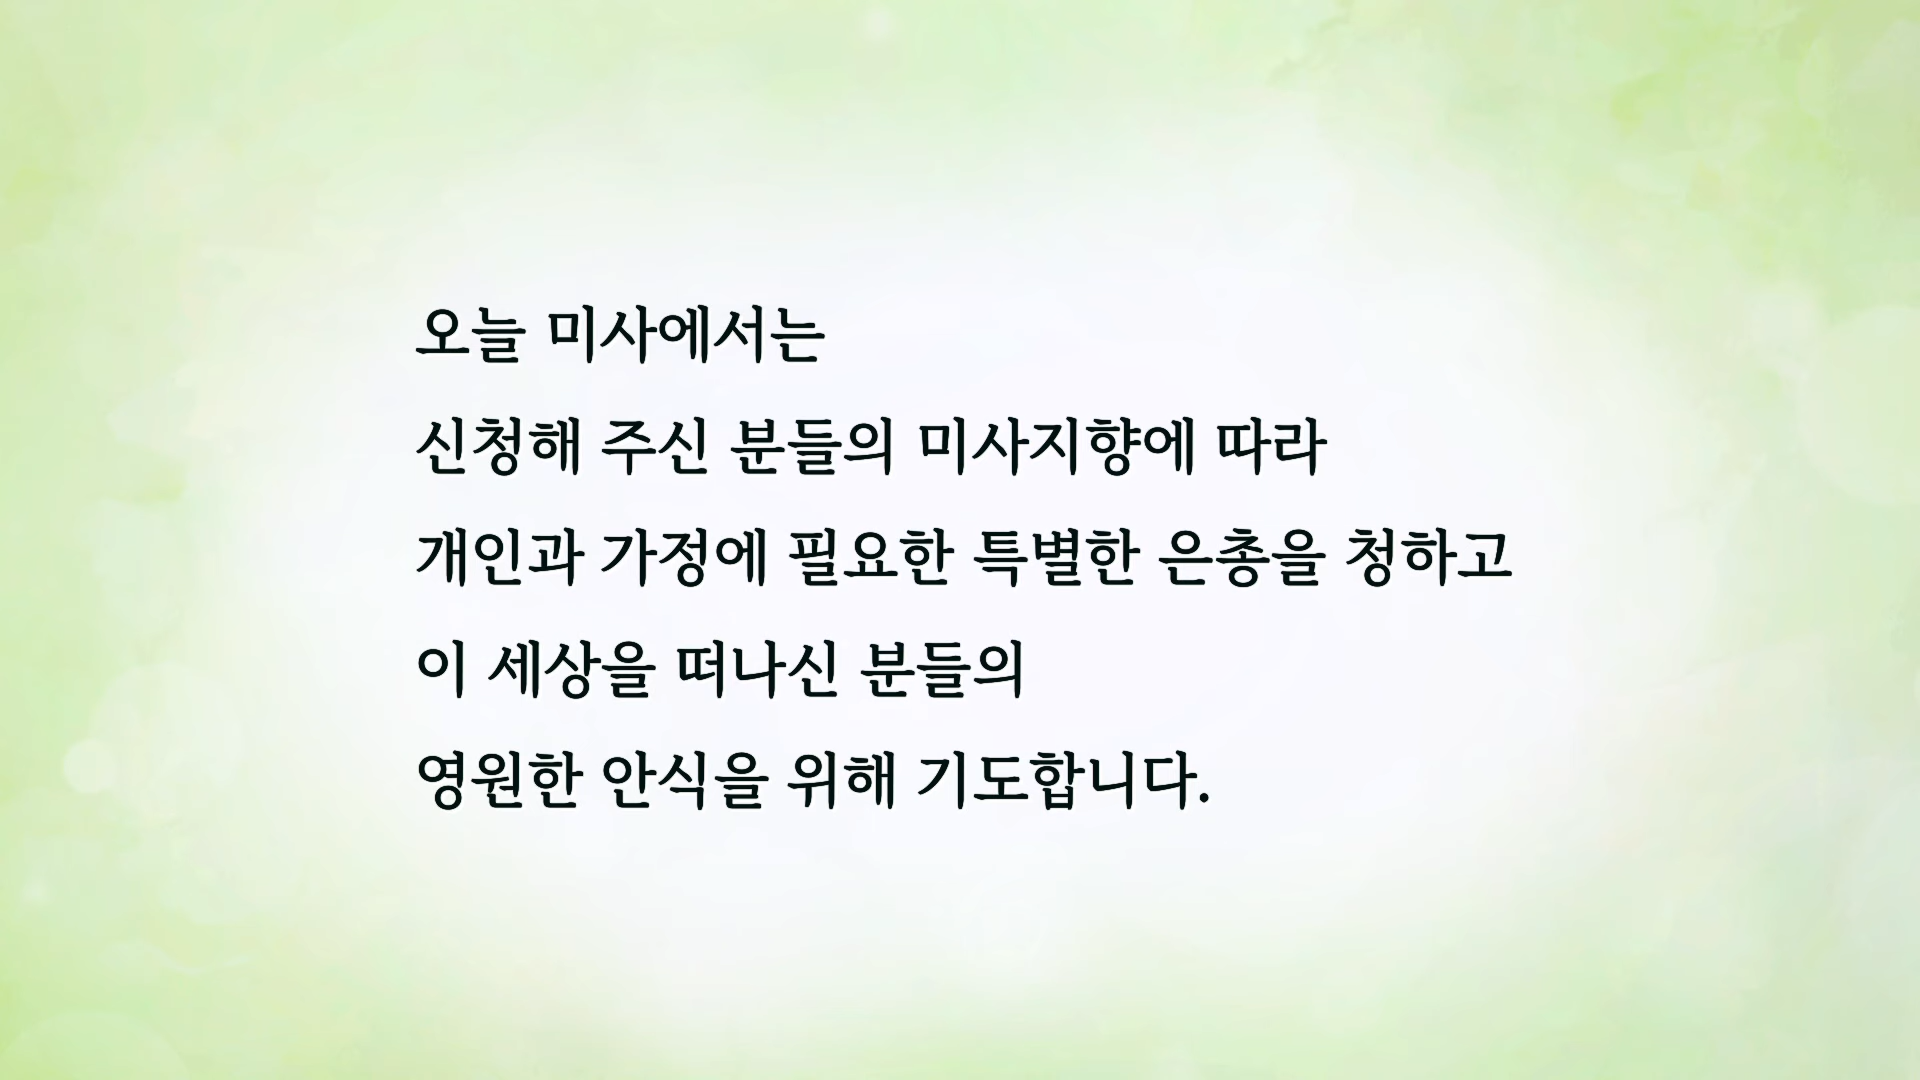 오늘 미사에서는
신청해 주신 분들의 미사지향에 따라
개인과 가정에 필요한 특별한 은총을 청하고
이 세상을 떠나신 분들의
영원한 안식을 위해 기도합니다.